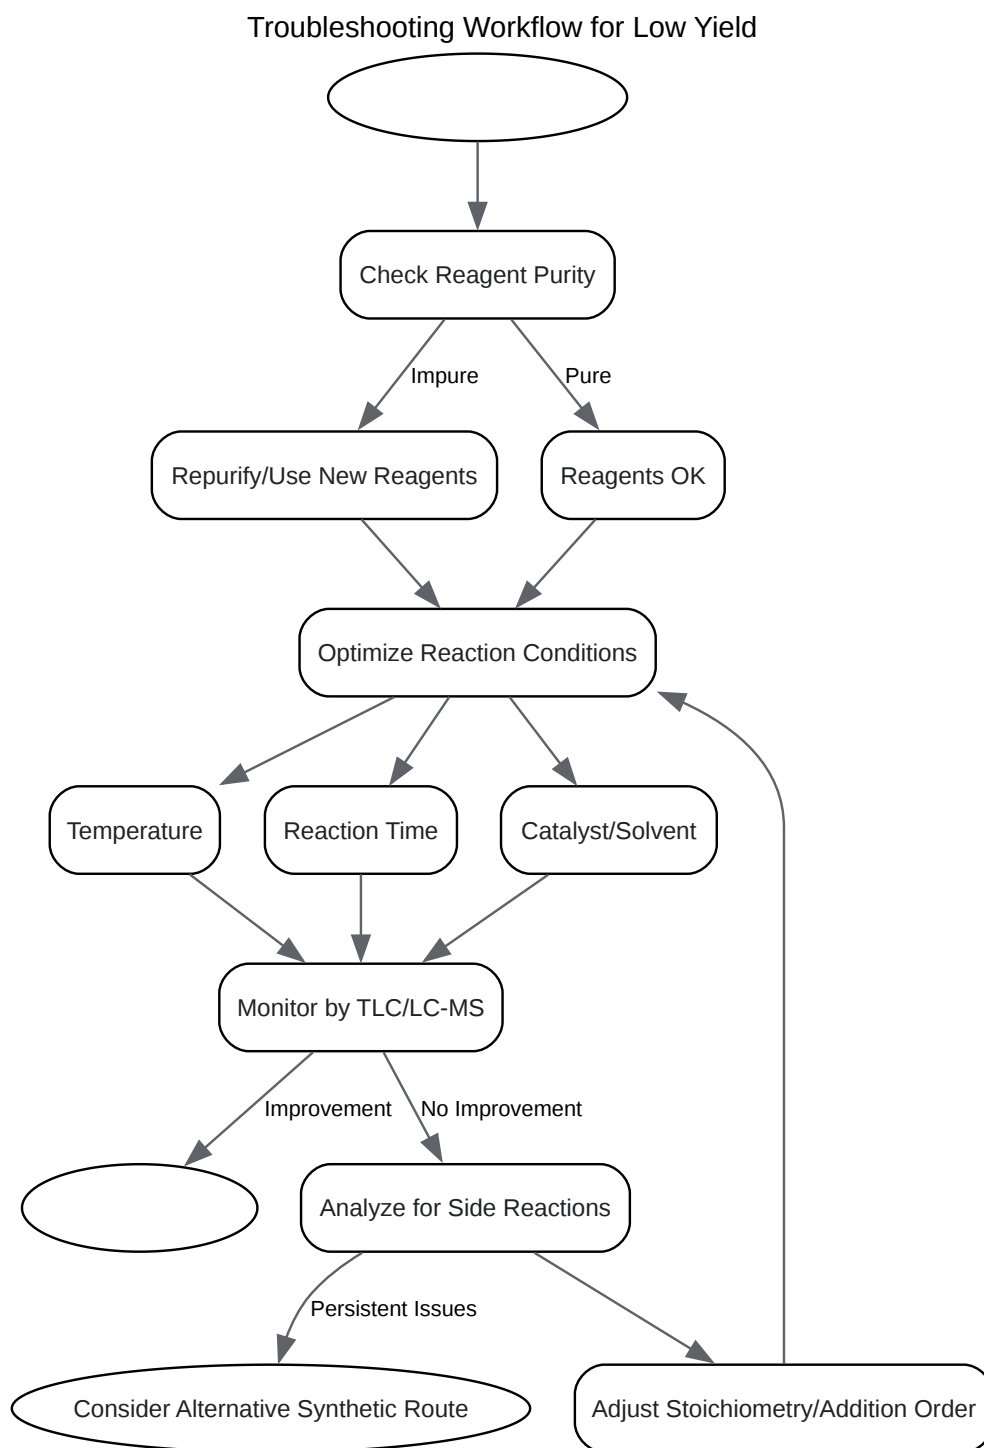 Troubleshooting Workflow for Low Yield
Check Reagent Purity
Impure
Pure
Repurify/Use New Reagents
Reagents OK
Optimize Reaction Conditions
Temperature
Reaction Time
Catalyst/Solvent
Monitor by TLC/LC-MS
Improvement
No Improvement
Analyze for Side Reactions
Persistent Issues
Consider Alternative Synthetic Route
Adjust Stoichiometry/Addition Order